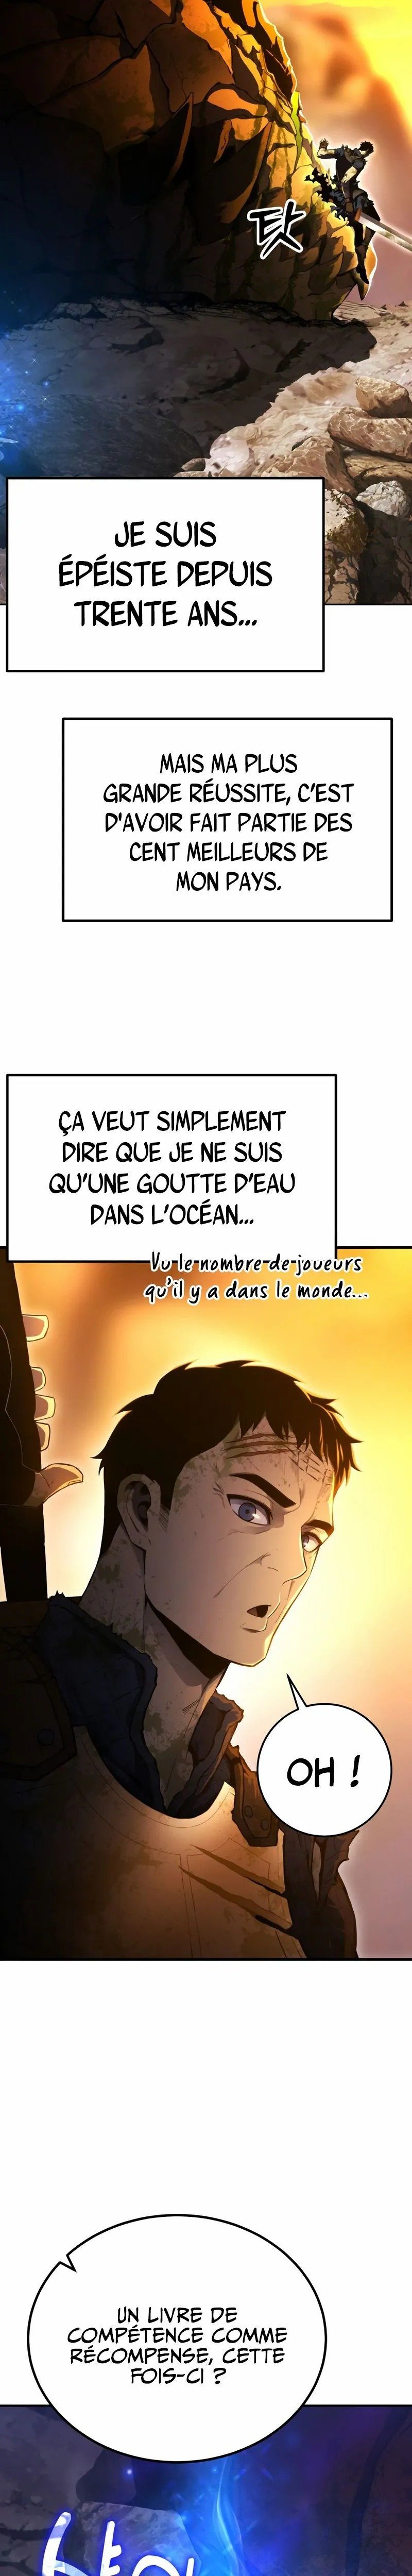 탓
JE SUIS
ÉPÉISTE DEPUIS
TRENTE ANS...
MAIS MA PLUS
GRANDE RÉUSSITE, C'EST
D'AVOIR FAIT PARTIE DES
CENT MEILLEURS DE
MON PAYS.
ÇA VEUT SIMPLEMENT
DIRE QUE JE NE SUIS
QU'UNE GOUTTE D'EAU
DANS L'OCÉAN...
Vu le nombre de joueurs
qu'il y a dans le monde...
OH !
UN LIVRE DE
COMPÉTENCE COMME
RÉCOMPENSE, CETTE
FOIS-CI ?